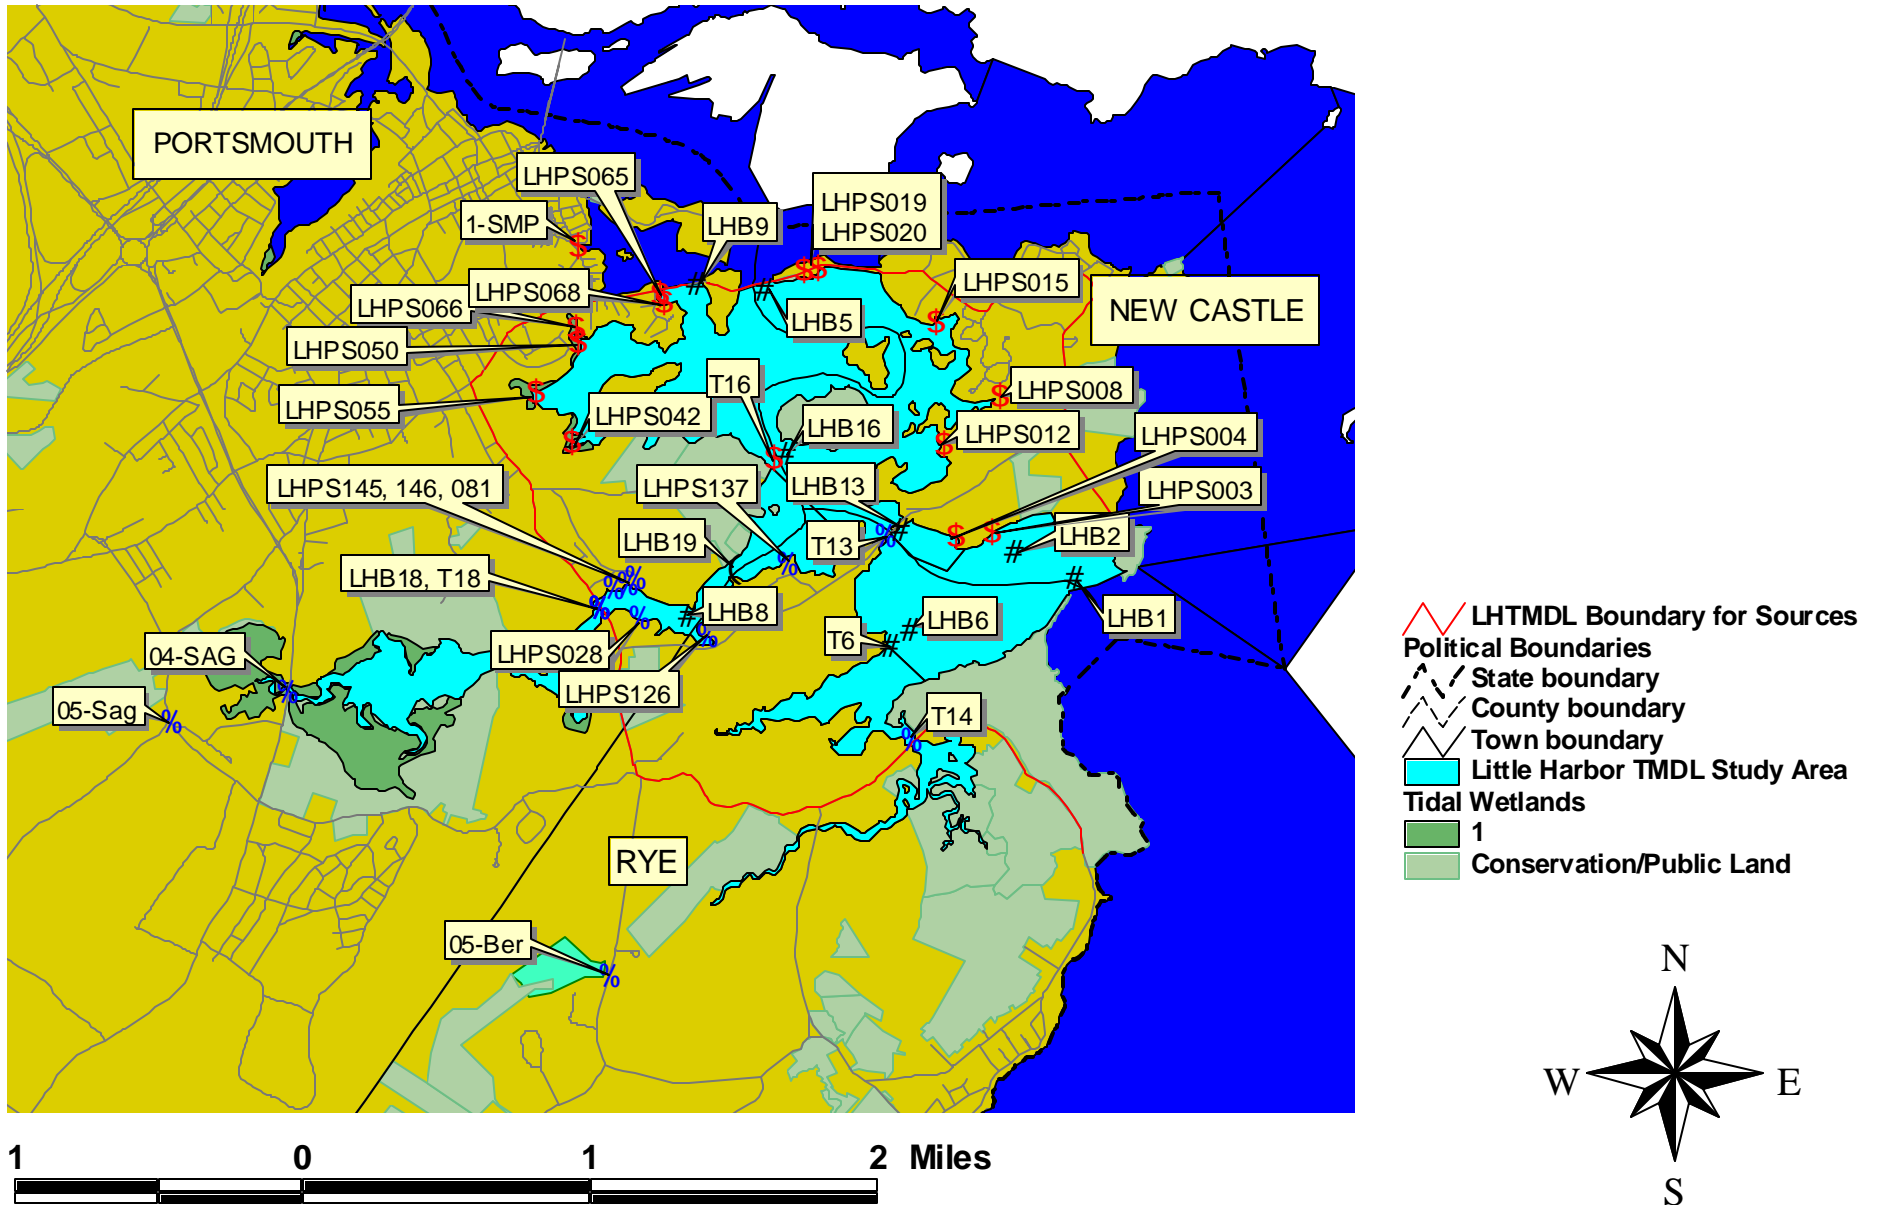 PORTSMOUTH
LHPS065
LHPS019
LHPS020
1-SMP
LHB9
LHPS068
LHPS066
LHPS015
NEW CASTLE
LHB5
LHPS050
T16
LHPS008
LHPS055
LHPS042
LHB16
LHPS012
LHPS004
LHPS145, 146, 081
LHPS137
LHB13
LHPS003
LHB19
T13
LHB2
LHB18, T18
LHB8
LHB6
LHB1
T6
04-SAG
LHPS028
LHPS126
05-Sag
T14
RYE
05-Ber
LHTMDL Boundary for Sources
Political Boundaries
State boundary
County boundary
Town boundary
Little Harbor TMDL Study Area
Tidal Wetlands
1
Conservation/Public Land
N
W E
S
1 0 1 2 Miles